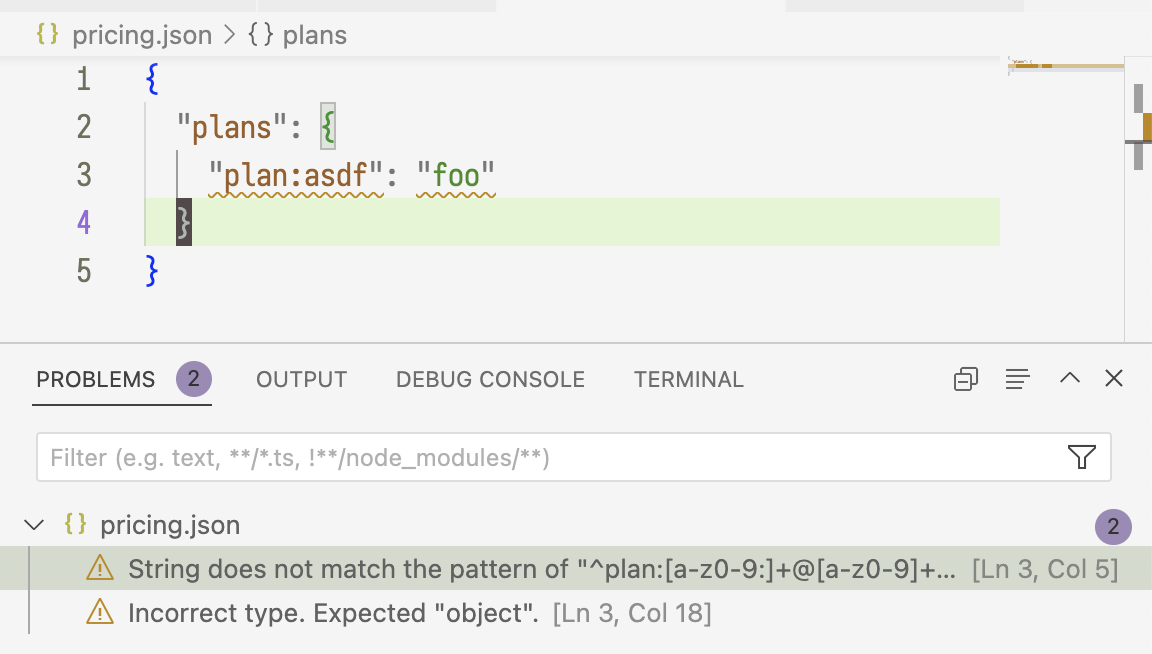 {} pricing.json > {} plans
1 {
2 "plans": {
3 "plan:asdf": "foo"
4 }
5 }
PROBLEMS 2 OUTPUT DEBUG CONSOLE TERMINAL
Filter (e.g. text, **/*.ts, !**/node_modules/**)
{} pricing.json 2
String does not match the pattern of "^plan:[a-z0-9:]+@[a-z0-9]+... [Ln 3, Col 5]
Incorrect type. Expected "object". [Ln 3, Col 18]